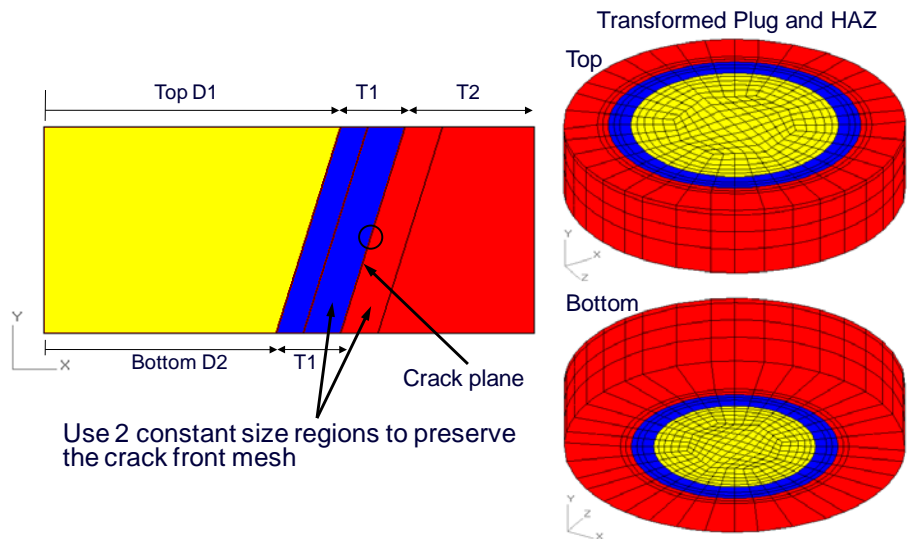 Transformed Plug and HAZ
Top
Top D1
T1
T2
Y
X
Bottom D2
T1
Crack plane
Use 2 constant size regions to preserve
the crack front mesh
Y
X
Z
Bottom
Y
Z
X